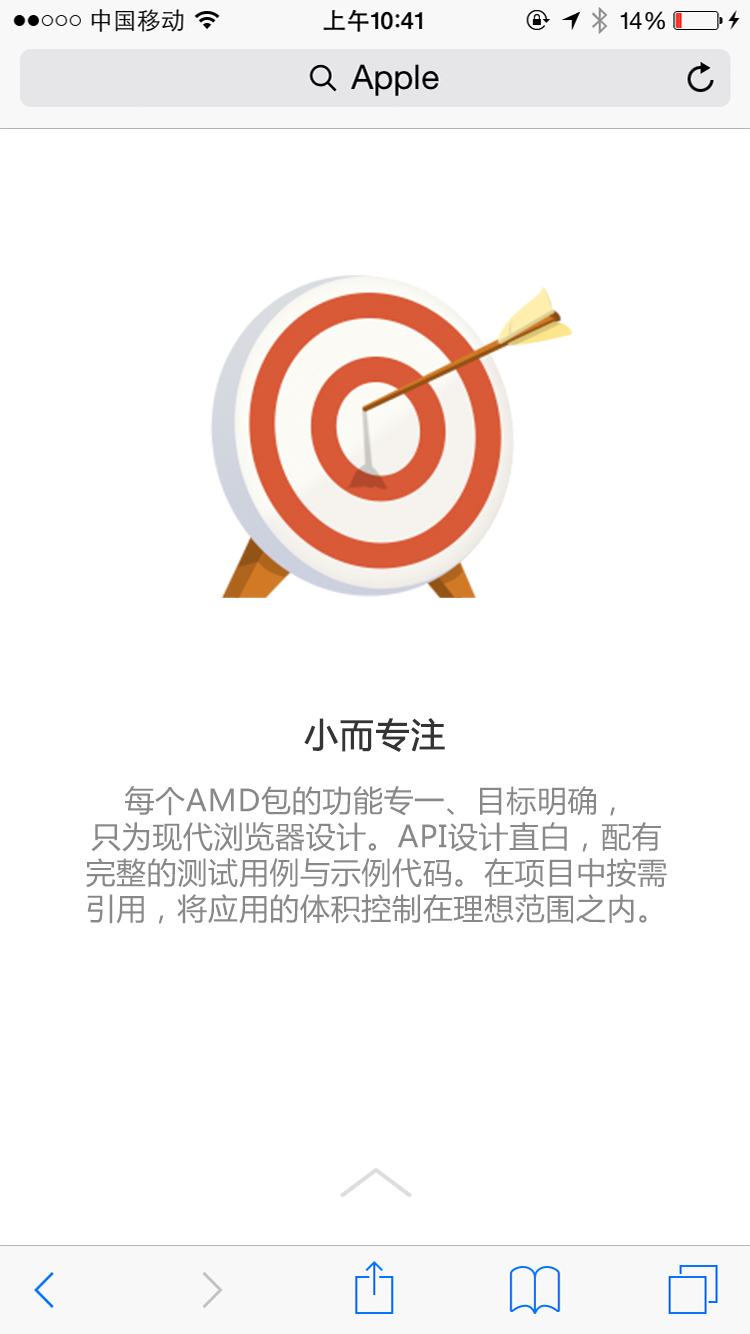 中国移动 上午10:41 14%
Apple
小而专注
每个AMD包的功能专一、目标明确，
只为现代浏览器设计。API设计直白，配有
完整的测试用例与示例代码。在项目中按需
引用，将应用的体积控制在理想范围之内。